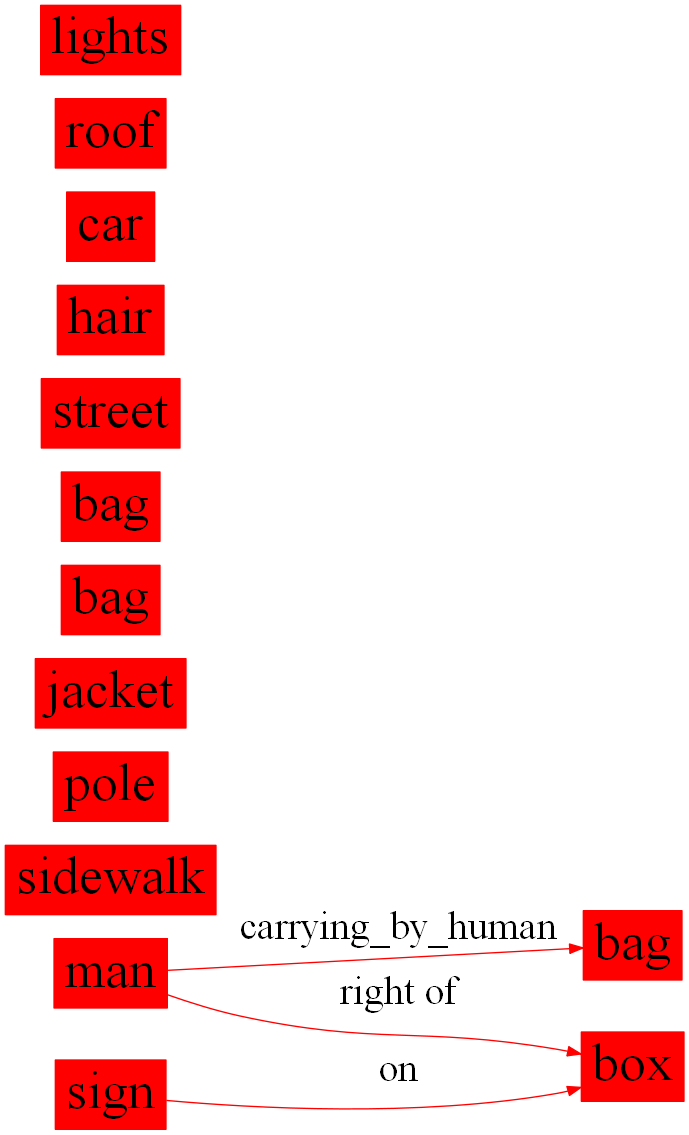 lights
roof
car
hair
street
bag
bag
jacket
pole
sidewalk
man
carrying_by_human
bag
right of
sign
on
box